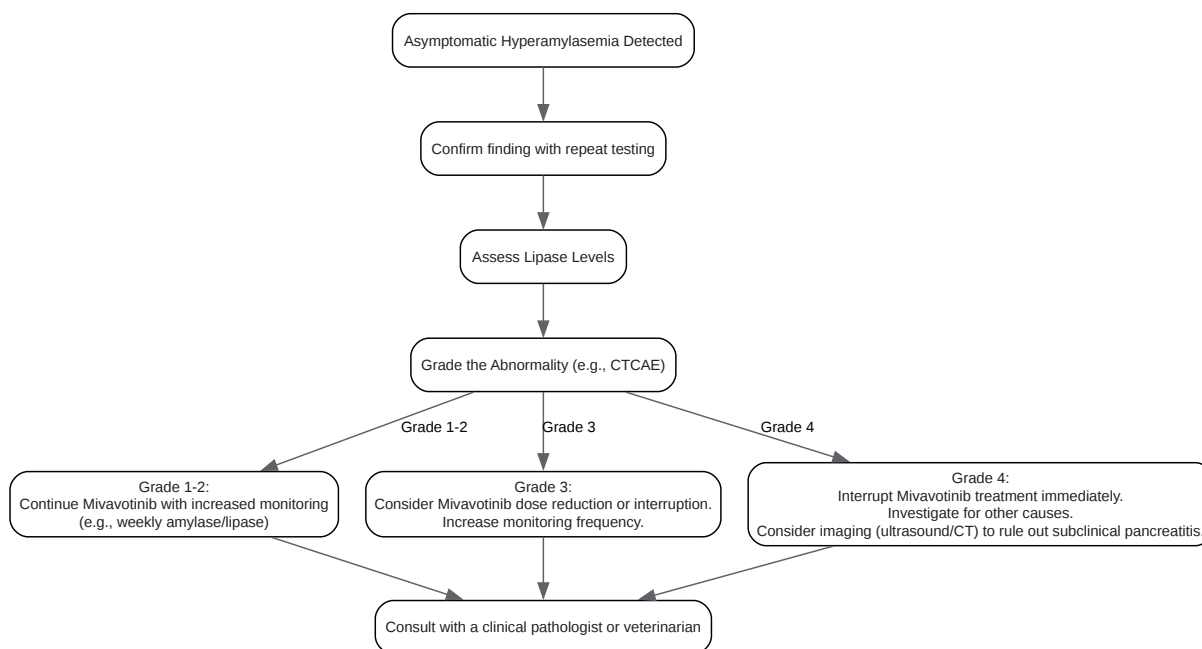 Asymptomatic Hyperamylasemia Detected
Confirm finding with repeat testing
Assess Lipase Levels
Grade the Abnormality (e.g., CTCAE)
Grade 1-2
Grade 3
Grade 4
Grade 1-2:
Continue Mivavotinib with increased monitoring
(e.g., weekly amylase/lipase)
Grade 3:
Consider Mivavotinib dose reduction or interruption.
Increase monitoring frequency.
Grade 4:
Interrupt Mivavotinib treatment immediately.
Investigate for other causes.
Consider imaging (ultrasound/CT) to rule out subclinical pancreatitis.
Consult with a clinical pathologist or veterinarian